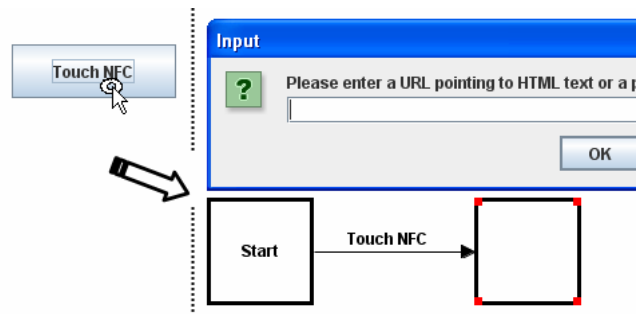 Touch NFC
Input
?
Please enter a URL pointing to HTML text or a p
OK
Start
Touch NFC